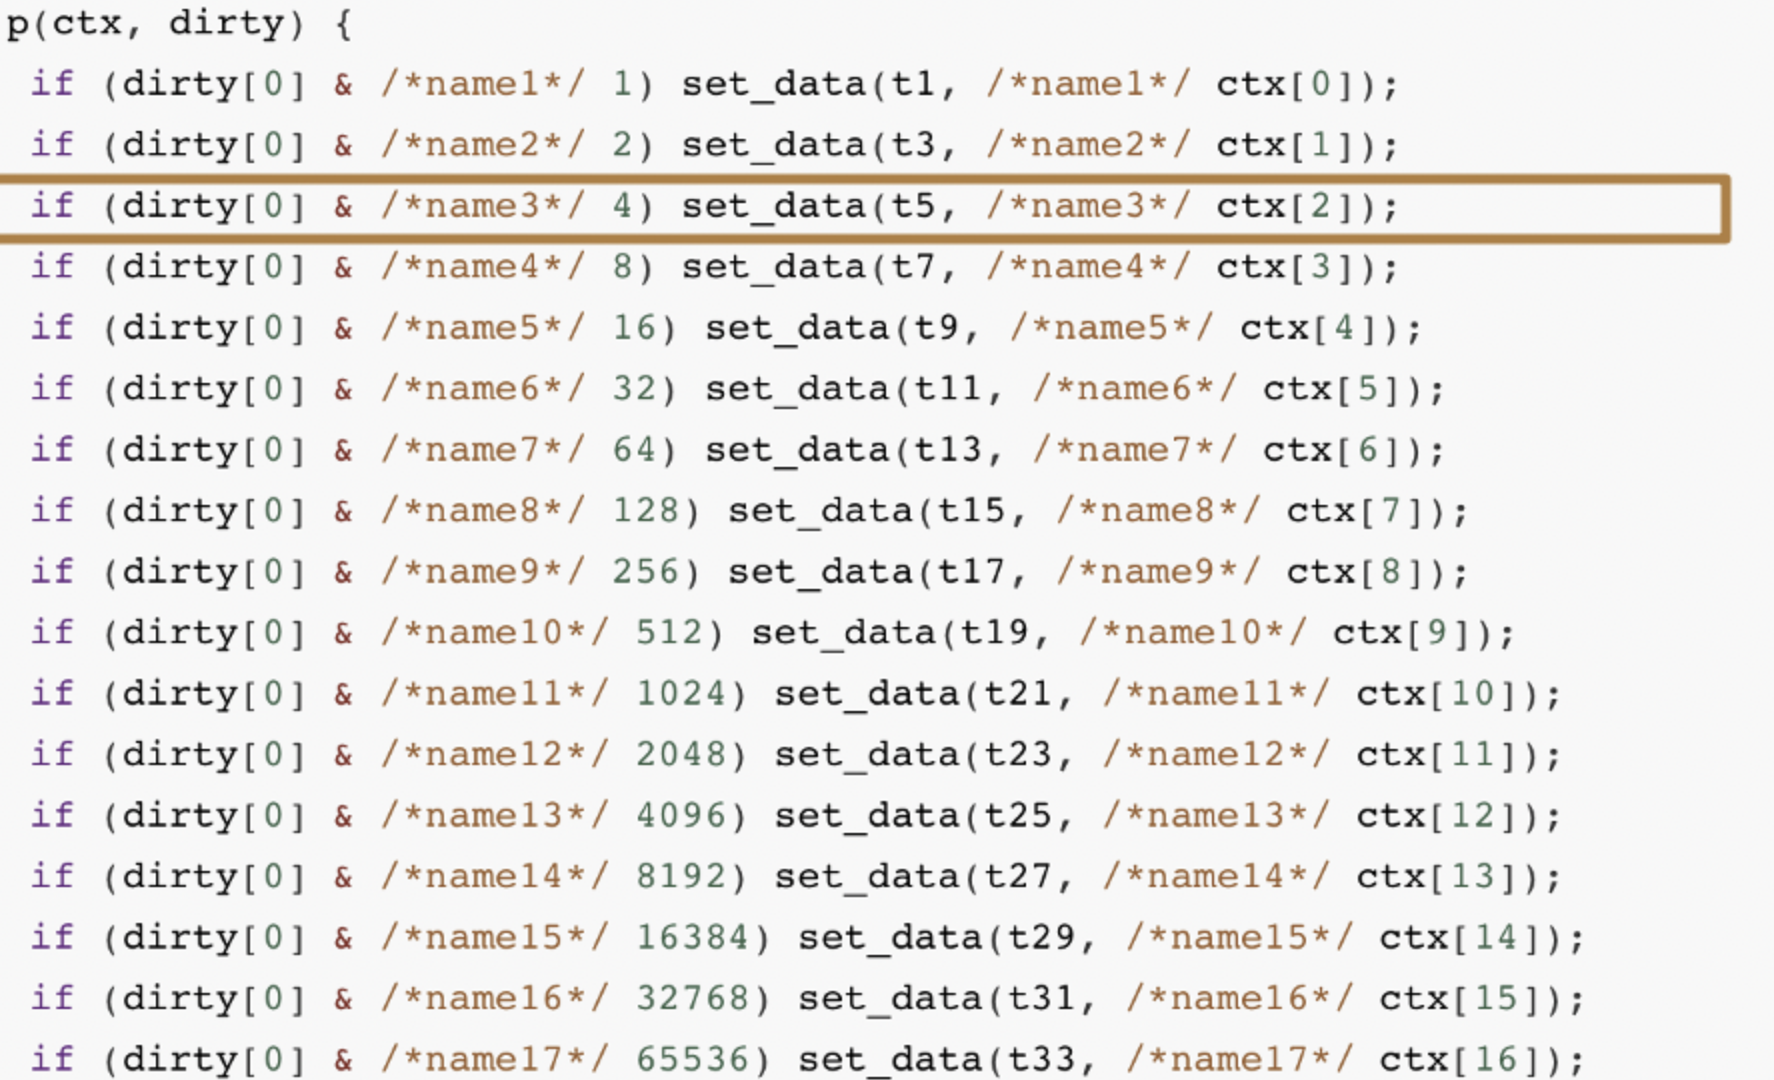 p(ctx, dirty) {
if (dirty[0] & /*name1*/ 1) set_data(t1, /*name1*/ ctx[0]);
if (dirty[0] & /*name2*/ 2) set_data(t3, /*name2*/ ctx[1]);
if (dirty[0] & /*name3*/ 4) set_data(t5, /*name3*/ ctx[2]);
if (dirty[0] & /*name4*/ 8) set_data(t7, /*name4*/ ctx[3]);
if (dirty[0] & /*name5*/ 16) set_data(t9, /*name5*/ ctx[4]);
if (dirty[0] & /*name6*/ 32) set_data(t11, /*name6*/ ctx[5]);
if (dirty[0] & /*name7*/ 64) set_data(t13, /*name7*/ ctx[6]);
if (dirty[0] & /*name8*/ 128) set_data(t15, /*name8*/ ctx[7]);
if (dirty[0] & /*name9*/ 256) set_data(t17, /*name9*/ ctx[8]);
if (dirty[0] & /*name10*/ 512) set_data(t19, /*name10*/ ctx[9]);
if (dirty[0] & /*name11*/ 1024) set_data(t21, /*name11*/ ctx[10]);
if (dirty[0] & /*name12*/ 2048) set_data(t23, /*name12*/ ctx[11]);
if (dirty[0] & /*name13*/ 4096) set_data(t25, /*name13*/ ctx[12]);
if (dirty[0] & /*name14*/ 8192) set_data(t27, /*name14*/ ctx[13]);
if (dirty[0] & /*name15*/ 16384) set_data(t29, /*name15*/ ctx[14]);
if (dirty[0] & /*name16*/ 32768) set_data(t31, /*name16*/ ctx[15]);
if (dirty[0] & /*name17*/ 65536) set_data(t33, /*name17*/ ctx[16]);